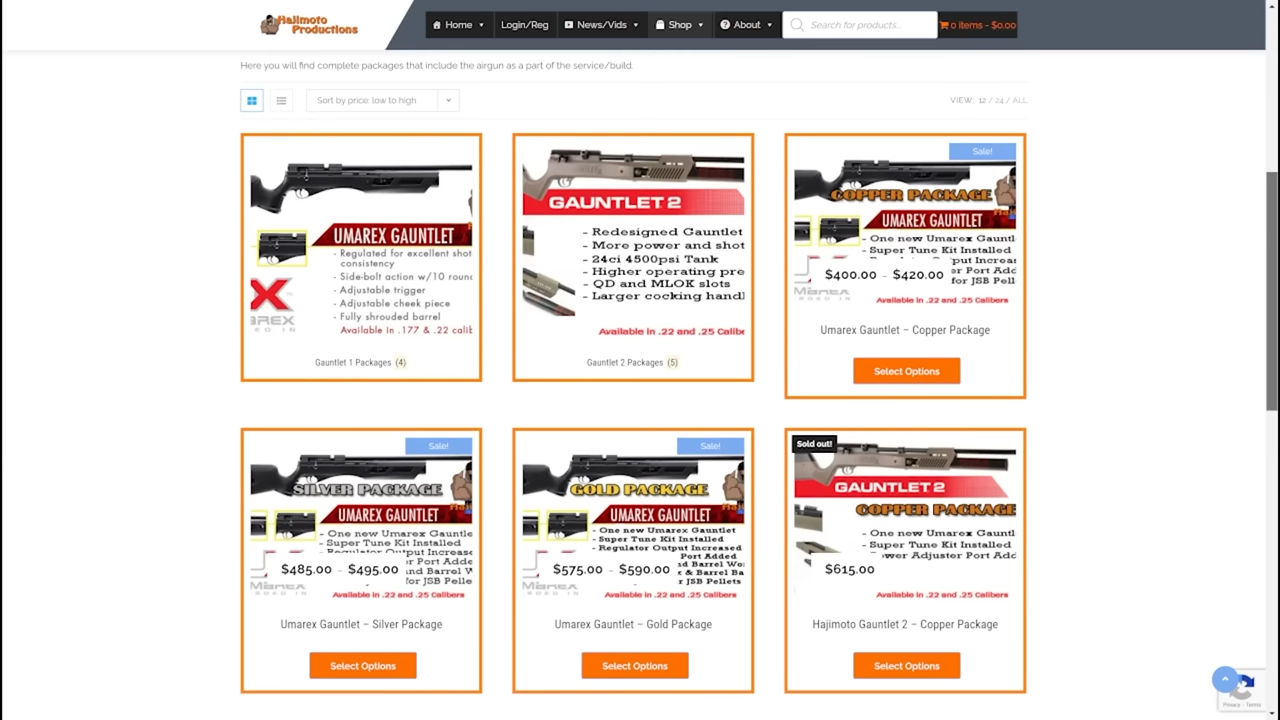 Hajimoto
Productions
Home
Login/Reg
News/Vids
Shop
About
Search for products...
0 items - $0.00
Here you will find complete packages that include the airgun as a part of the service/build.
Sort by price: low to high
VIEW: 12 / 24 / ALL
UMAREX GAUNTLET
- Regulated for excellent shot
consistency
- Side-bolt action w/10 round
- Adjustable trigger
- Adjustable cheek piece
- Fully shrouded barrel
Available in .177 & .22 calib
Gauntlet 1 Packages (4)
GAUNTLET 2
- Redesigned Gauntlet
- More power and shot
- 24ci 4500psi Tank
- Higher operating pre
- QD and MLOK slots
- Larger cocking handl
Available in .22 and .25 Calibe
Gauntlet 2 Packages (5)
Sale!
COPPER PACKAGE
UMAREX GAUNTLET
- One new Umarex Gauntl
- Super Tune Kit Installed
$400.00 - $420.00
Port Add
for JSB Pell
Available in .22 and .25 Calibers
Umarex Gauntlet – Copper Package
Select Options
Sale!
SILVER PACKAGE
UMAREX GAUNTLET
- One new Umarex Gauntle
- Super Tune Kit Installed
- Regulator Output Increase
$485.00 - $495.00
Port Added
and Barrel Wo
r JSB Pellets
Available in .22 and .25 Calibers
Umarex Gauntlet – Silver Package
Select Options
Sale!
GOLD PACKAGE
UMAREX GAUNTLET
- One new Umarex Gauntlet
- Super Tune Kit Installed
- Regulator Output Increased
Port Added
$575.00 - $590.00
nd Barrel Wo
r & Barrel Ba
r JSB Pellets
Available in .22 and .25 Calibers
Umarex Gauntlet – Gold Package
Select Options
Sold out!
GAUNTLET 2
COPPER PACKAGE
- One new Umarex Gauntl
- Super Tune Kit Installed
ower Adjuster Port Add
$615.00
Available in .22 and .25 Calibers
Hajimoto Gauntlet 2 – Copper Package
Select Options
Privacy - Terms